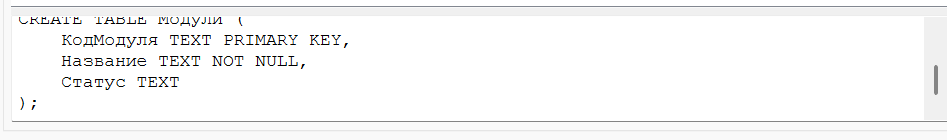 CREATE TABLE Модули (
КодМодуля TEXT PRIMARY KEY,
Название TEXT NOT NULL,
Статус TEXT
);